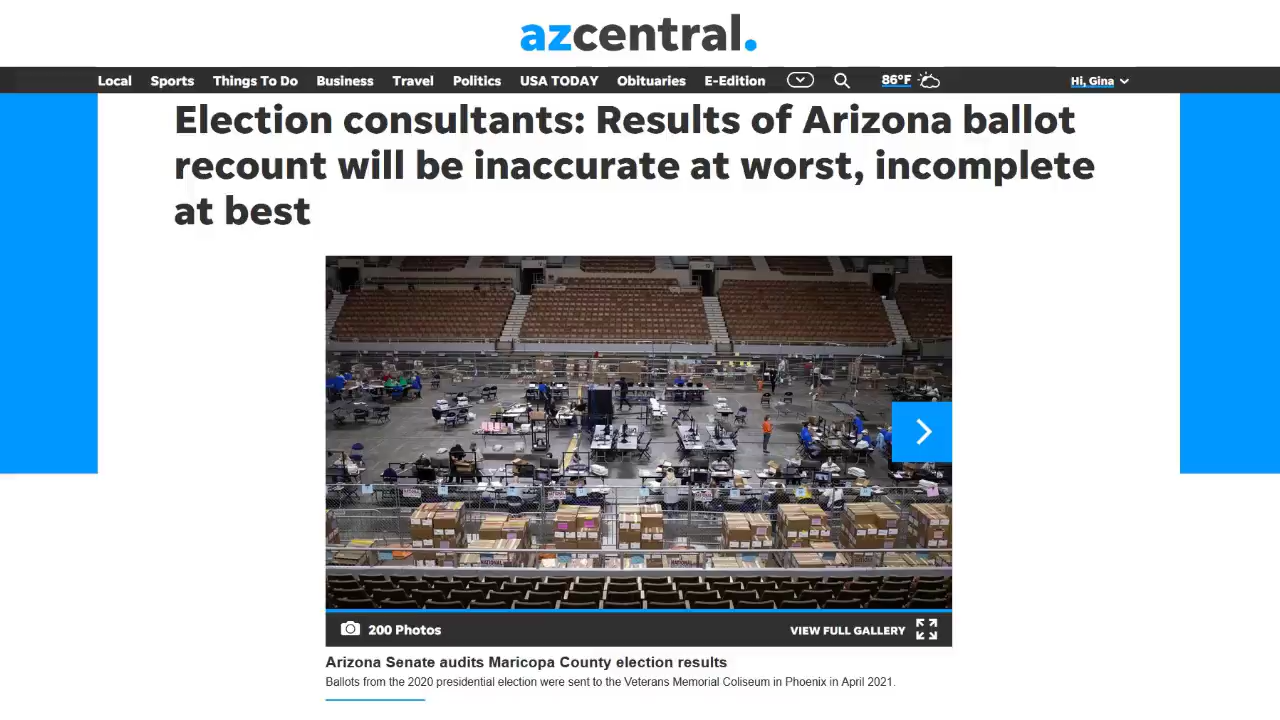 azcentral.
Local Sports Things To Do Business Travel Politics USA TODAY Obituaries E-Edition 86°F Hi, Gina
Election consultants: Results of Arizona ballot
recount will be inaccurate at worst, incomplete
at best
200 Photos VIEW FULL GALLERY
Arizona Senate audits Maricopa County election results
Ballots from the 2020 presidential election were sent to the Veterans Memorial Coliseum in Phoenix in April 2021.